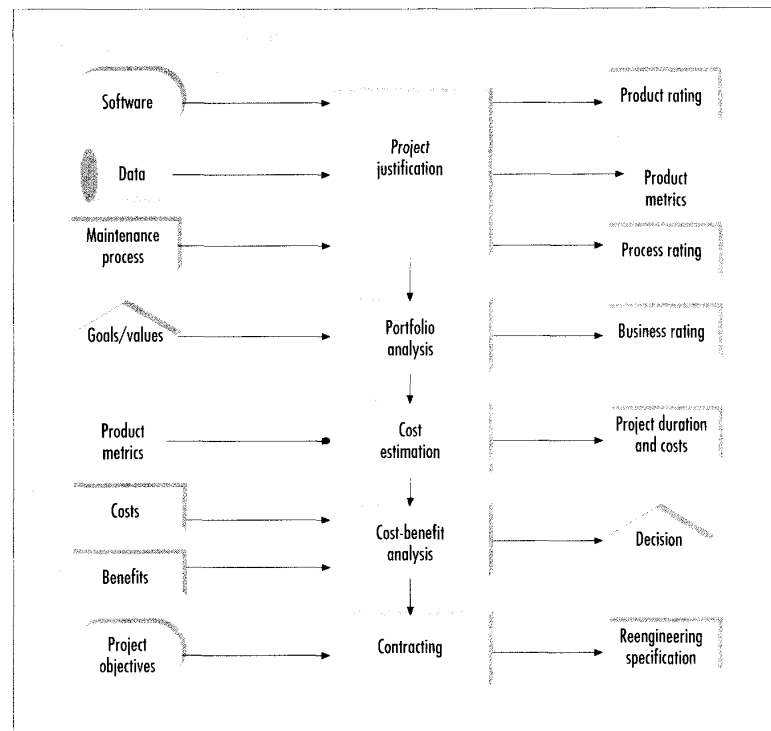 Software
Project
justification
Product rating
Data
Product
metrics
Maintenance
process
Process rating
Goals/values
Portfolio
analysis
Business rating
Product
metrics
Cost
estimation
Project duration
and costs
Costs
Cost-benefit
analysis
Decision
Benefits
Project
objectives
Contracting
Reengineering
specification